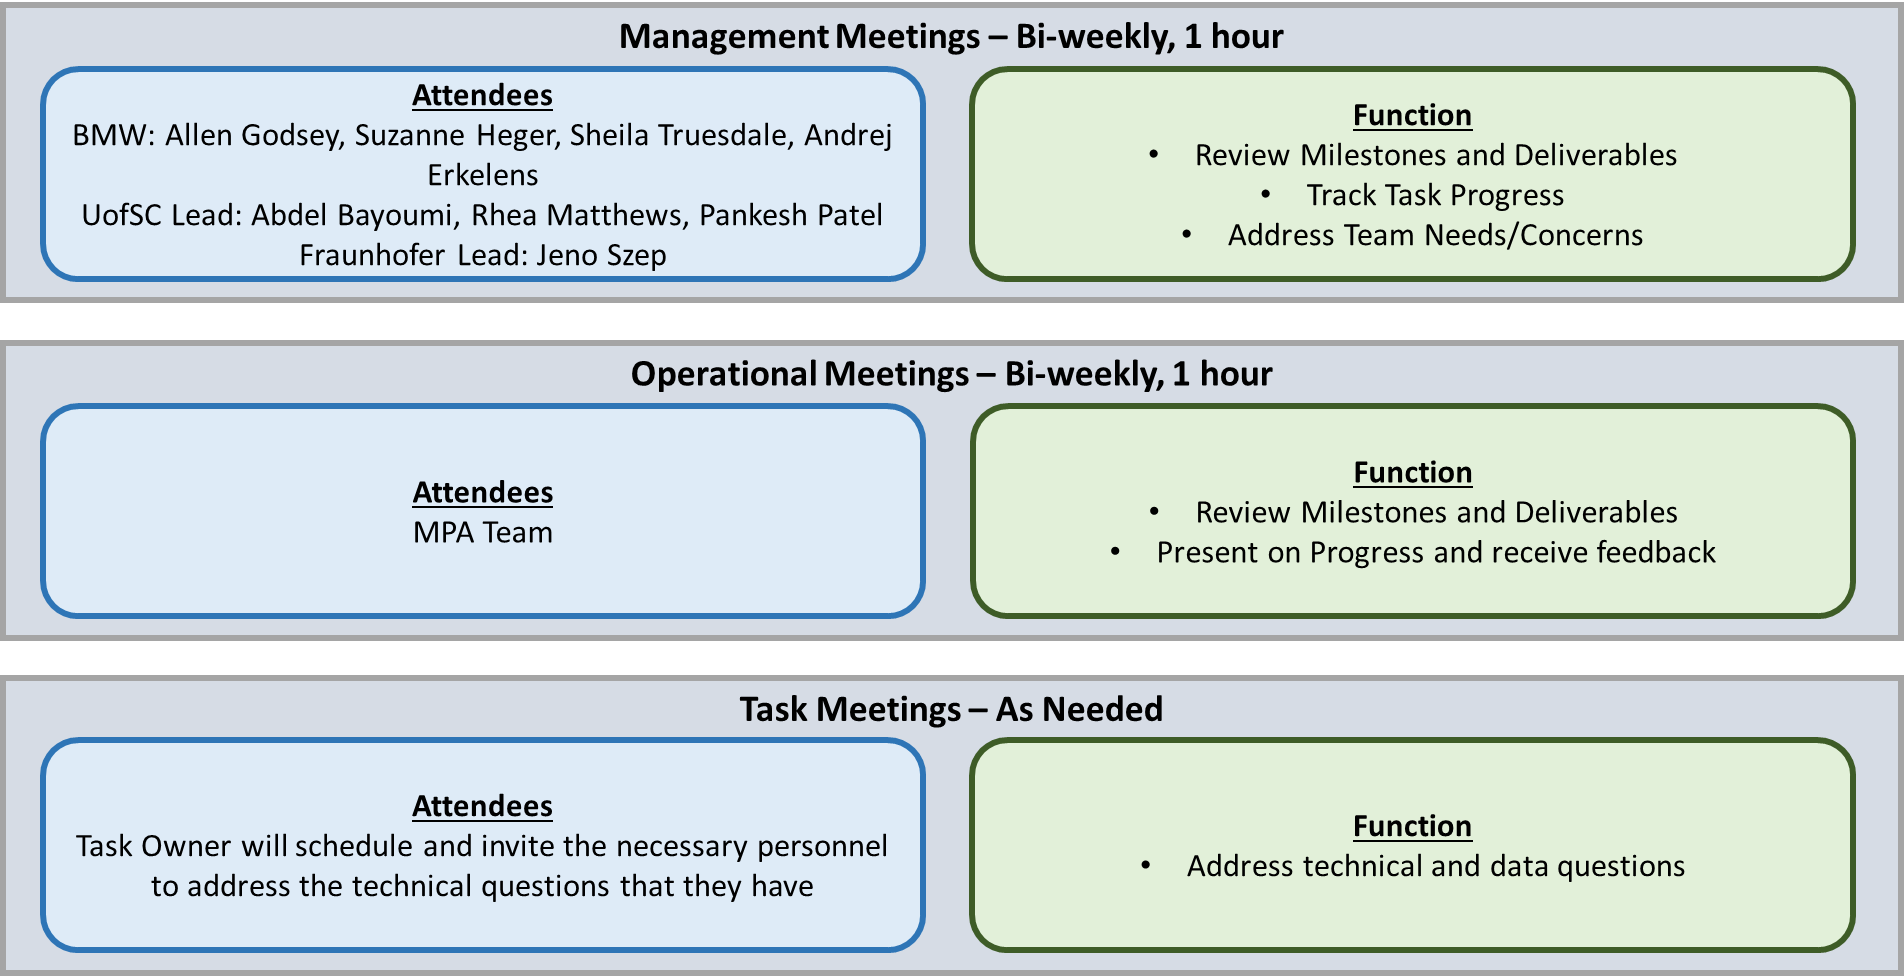 Management Meetings – Bi-weekly, 1 hour
Attendees
BMW: Allen Godsey, Suzanne Heger, Sheila Truesdale, Andrej
Erkelens
UofSC Lead: Abdel Bayoumi, Rhea Matthews, Pankesh Patel
Fraunhofer Lead: Jeno Szep
Function
• Review Milestones and Deliverables
• Track Task Progress
• Address Team Needs/Concerns
Operational Meetings – Bi-weekly, 1 hour
Attendees
MPA Team
Function
• Review Milestones and Deliverables
• Present on Progress and receive feedback
Task Meetings – As Needed
Attendees
Task Owner will schedule and invite the necessary personnel
to address the technical questions that they have
Function
• Address technical and data questions